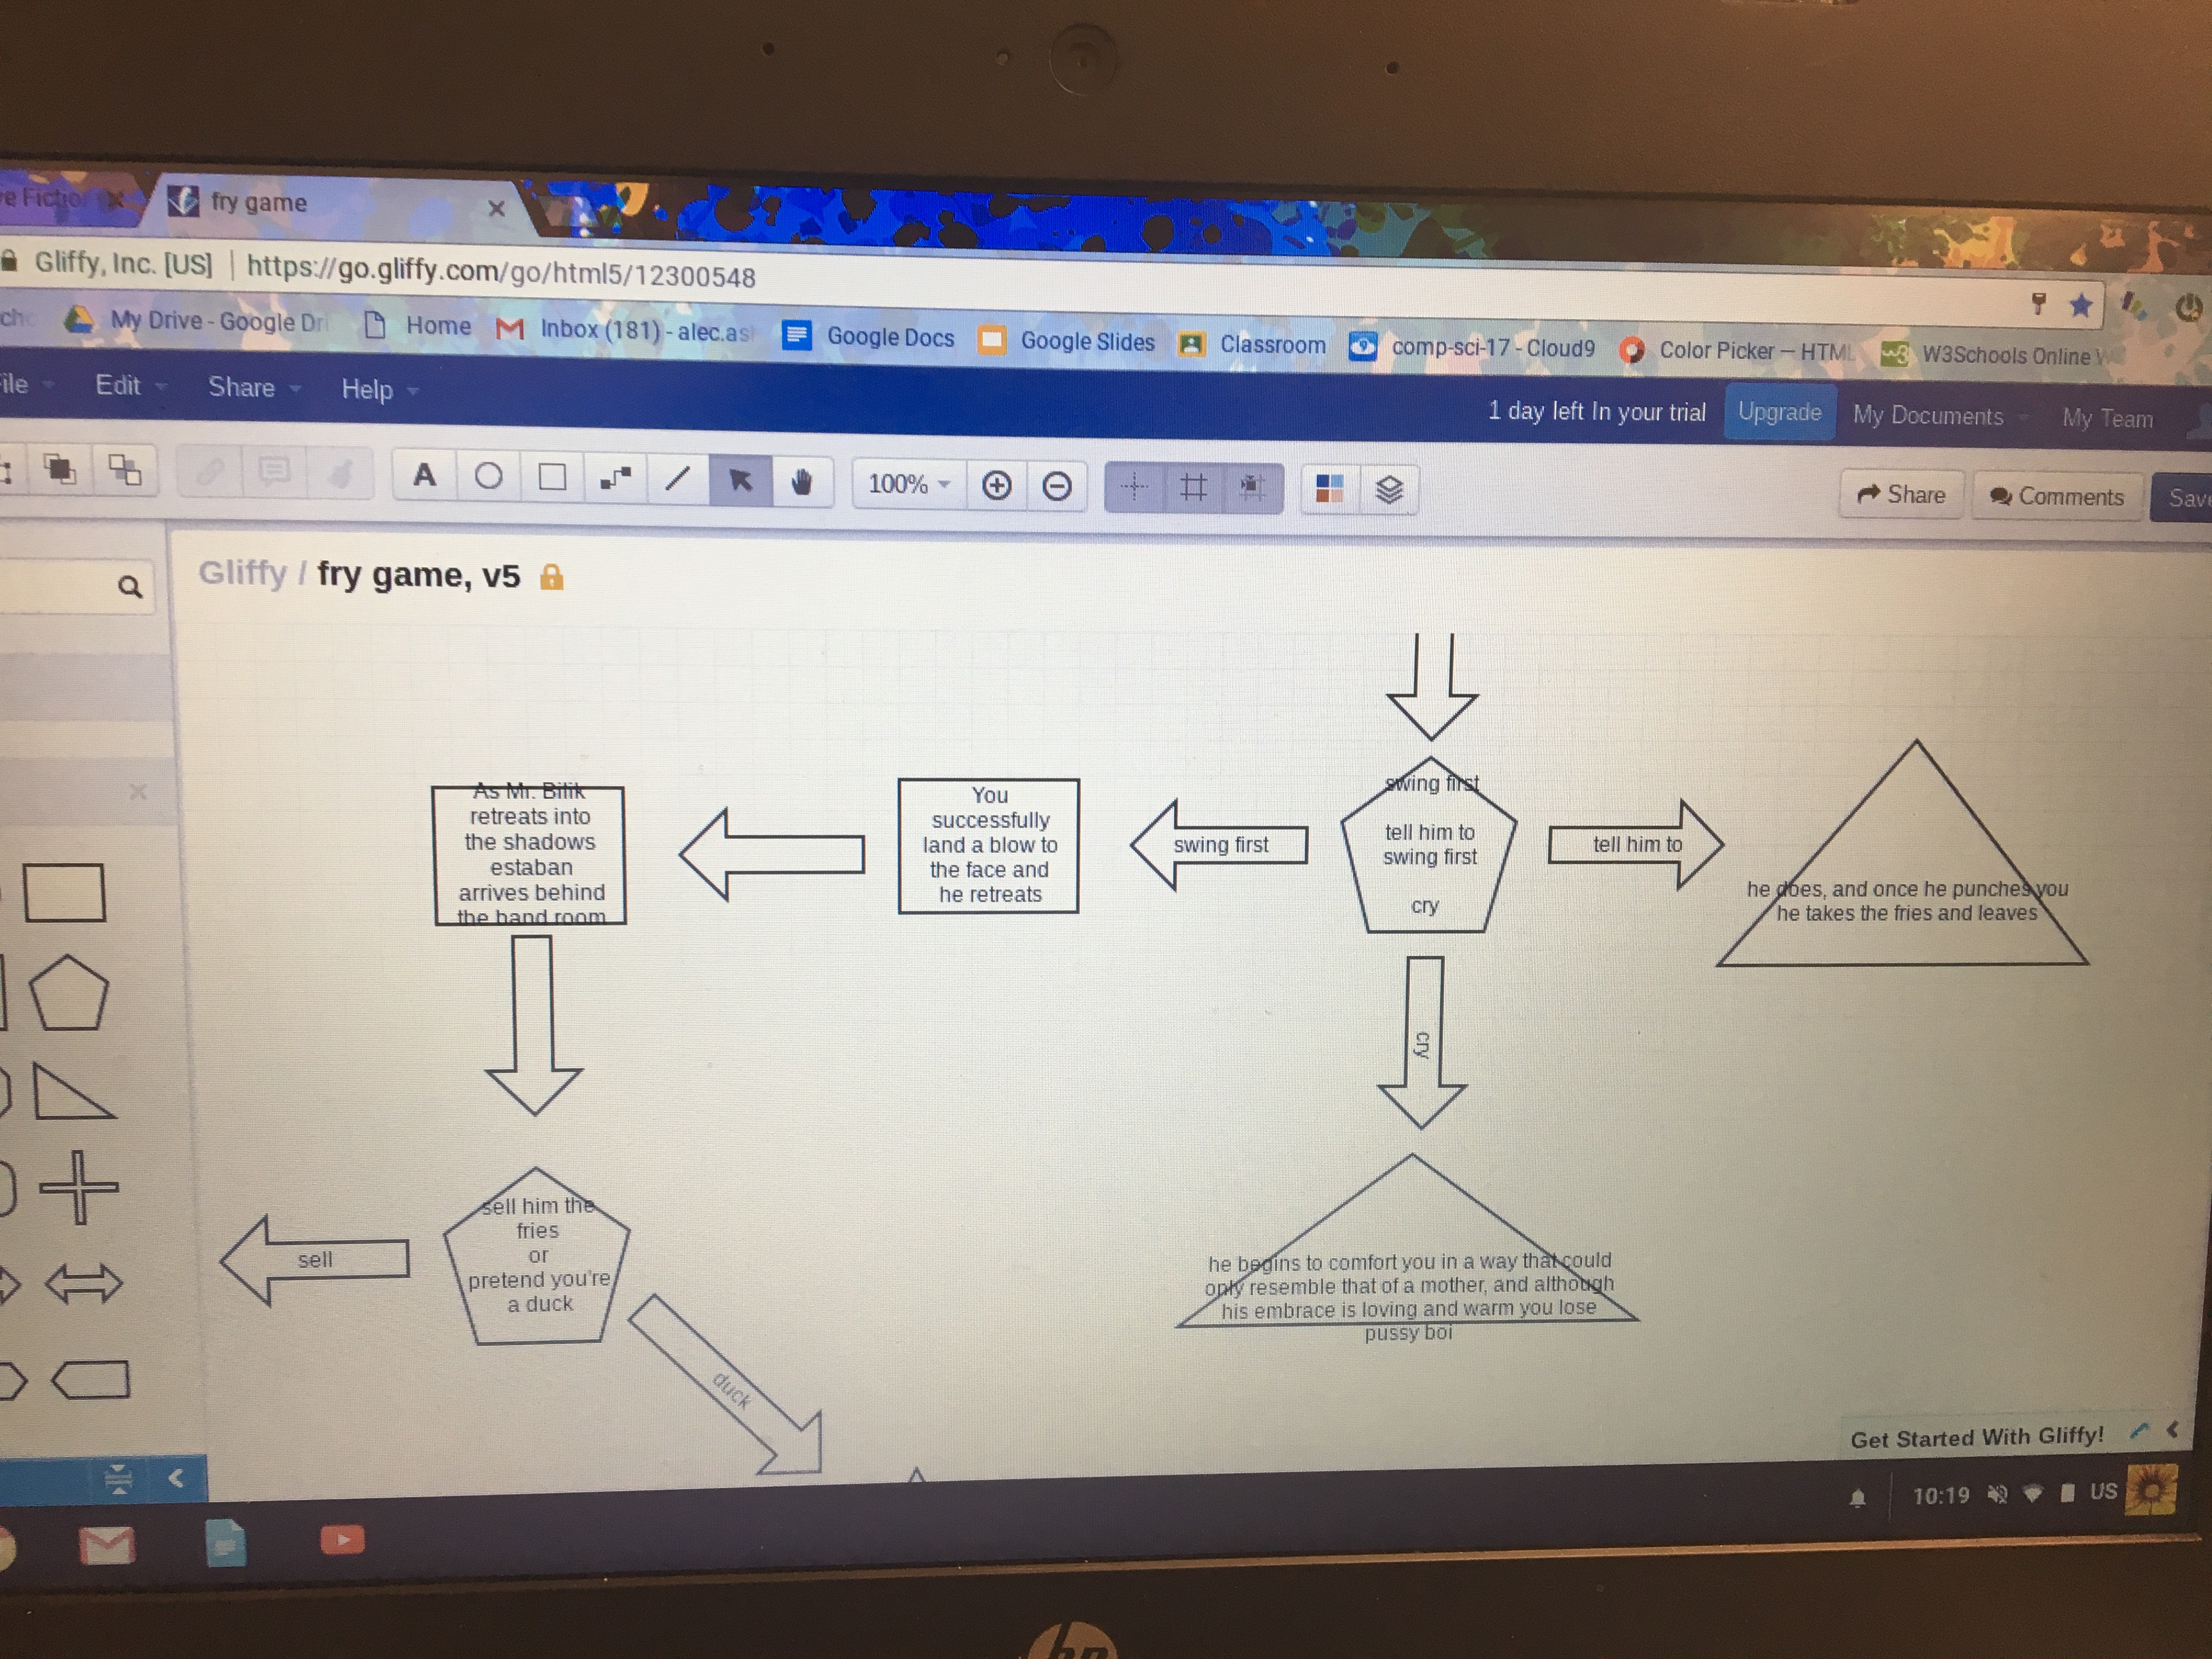 fry game
Gliffy, Inc. [US] | https://go.gliffy.com/go/html5/12300548
My Drive - Google Dri
Home
Inbox (181) - alec.as
Google Docs
Google Slides
Classroom
comp-sci-17 - Cloud9
Color Picker — HTML
W3Schools Online W
Edit
Share
Help
1 day left In your trial
Upgrade
My Documents
My Team
A
100%
Share
Comments
Save
Gliffy / fry game, v5
As Mr. Bitik
retreats into
the shadows
estaban
arrives behind
the band room
You
successfully
land a blow to
the face and
he retreats
swing first
swing first
tell him to
swing first
cry
tell him to
he does, and once he punches you
he takes the fries and leaves
cry
sell
sell him the
fries
or
pretend you're
a duck
duck
he begins to comfort you in a way that could
only resemble that of a mother, and although
his embrace is loving and warm you lose
pussy boi
Get Started With Gliffy!
10:19
US
hp